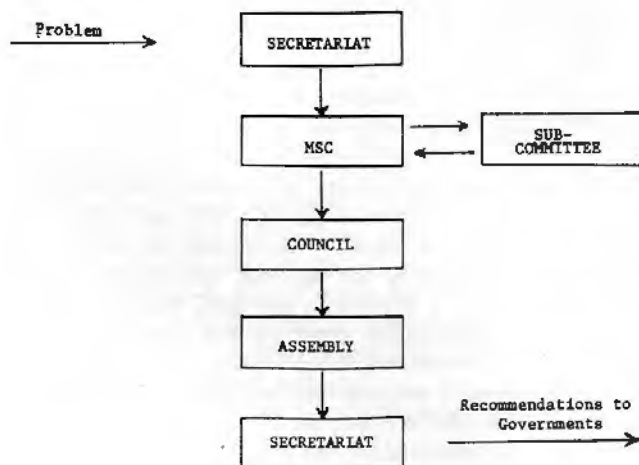 Problem
SECRETARIAT
MSC
SUB-
COMMITTEE
COUNCIL
ASSEMBLY
SECRETARIAT
Recommendations to
Governments